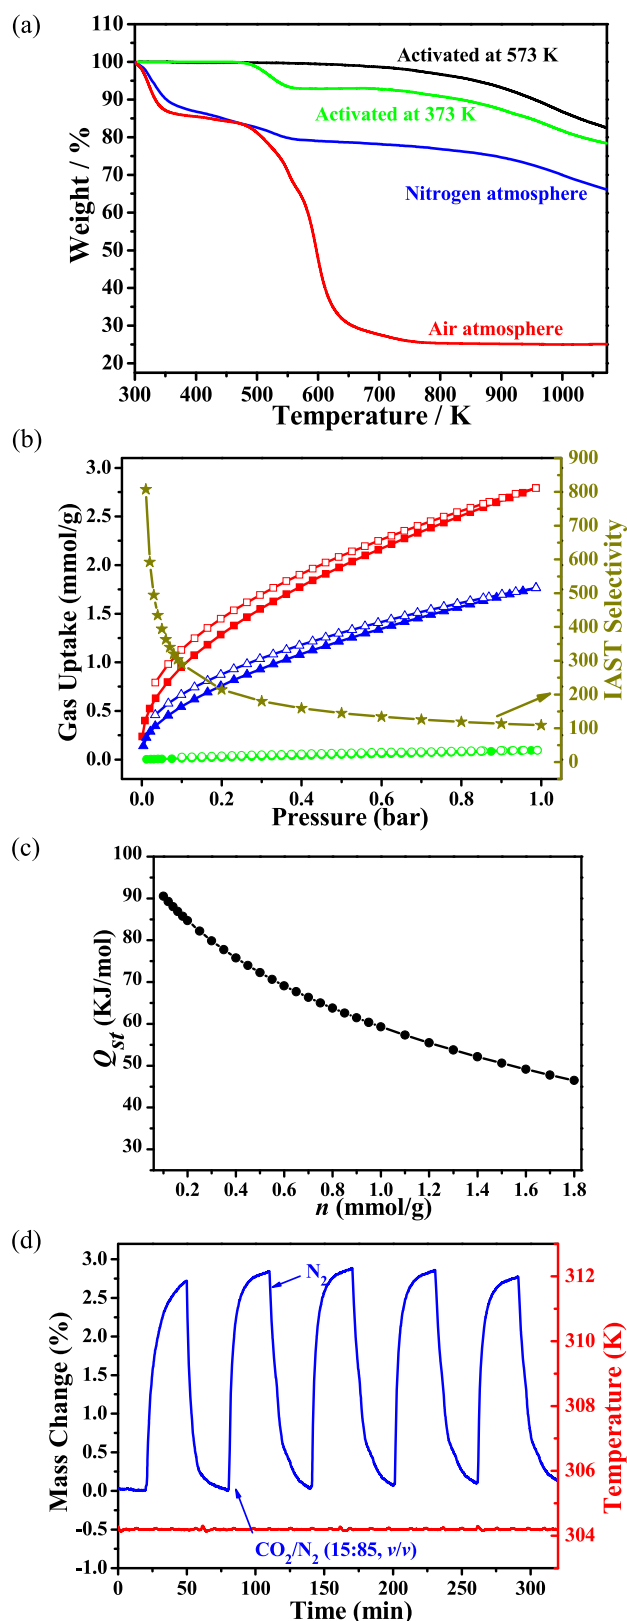 (a)
110
100
90
80
70
60
50
40
30
20
Weight / %
Activated at 573 K
Activated at 373 K
Nitrogen atmosphere
Air atmosphere
300 400 500 600 700 800 900 1000
Temperature / K
(b)
3.0
2.5
2.0
1.5
1.0
0.5
0.0
Gas Uptake (mmol/g)
900
800
700
600
500
400
300
200
100
0
IAST Selectivity
0.0 0.2 0.4 0.6 0.8 1.0
Pressure (bar)
(c)
100
90
80
70
60
50
40
30
Qst (KJ/mol)
0.2 0.4 0.6 0.8 1.0 1.2 1.4 1.6 1.8
n (mmol/g)
(d)
3.0
2.5
2.0
1.5
1.0
0.5
0.0
-0.5
-1.0
Mass Change (%)
N2
CO2/N2 (15:85, v/v)
312
310
308
306
304
Temperature (K)
0 50 100 150 200 250 300
Time (min)